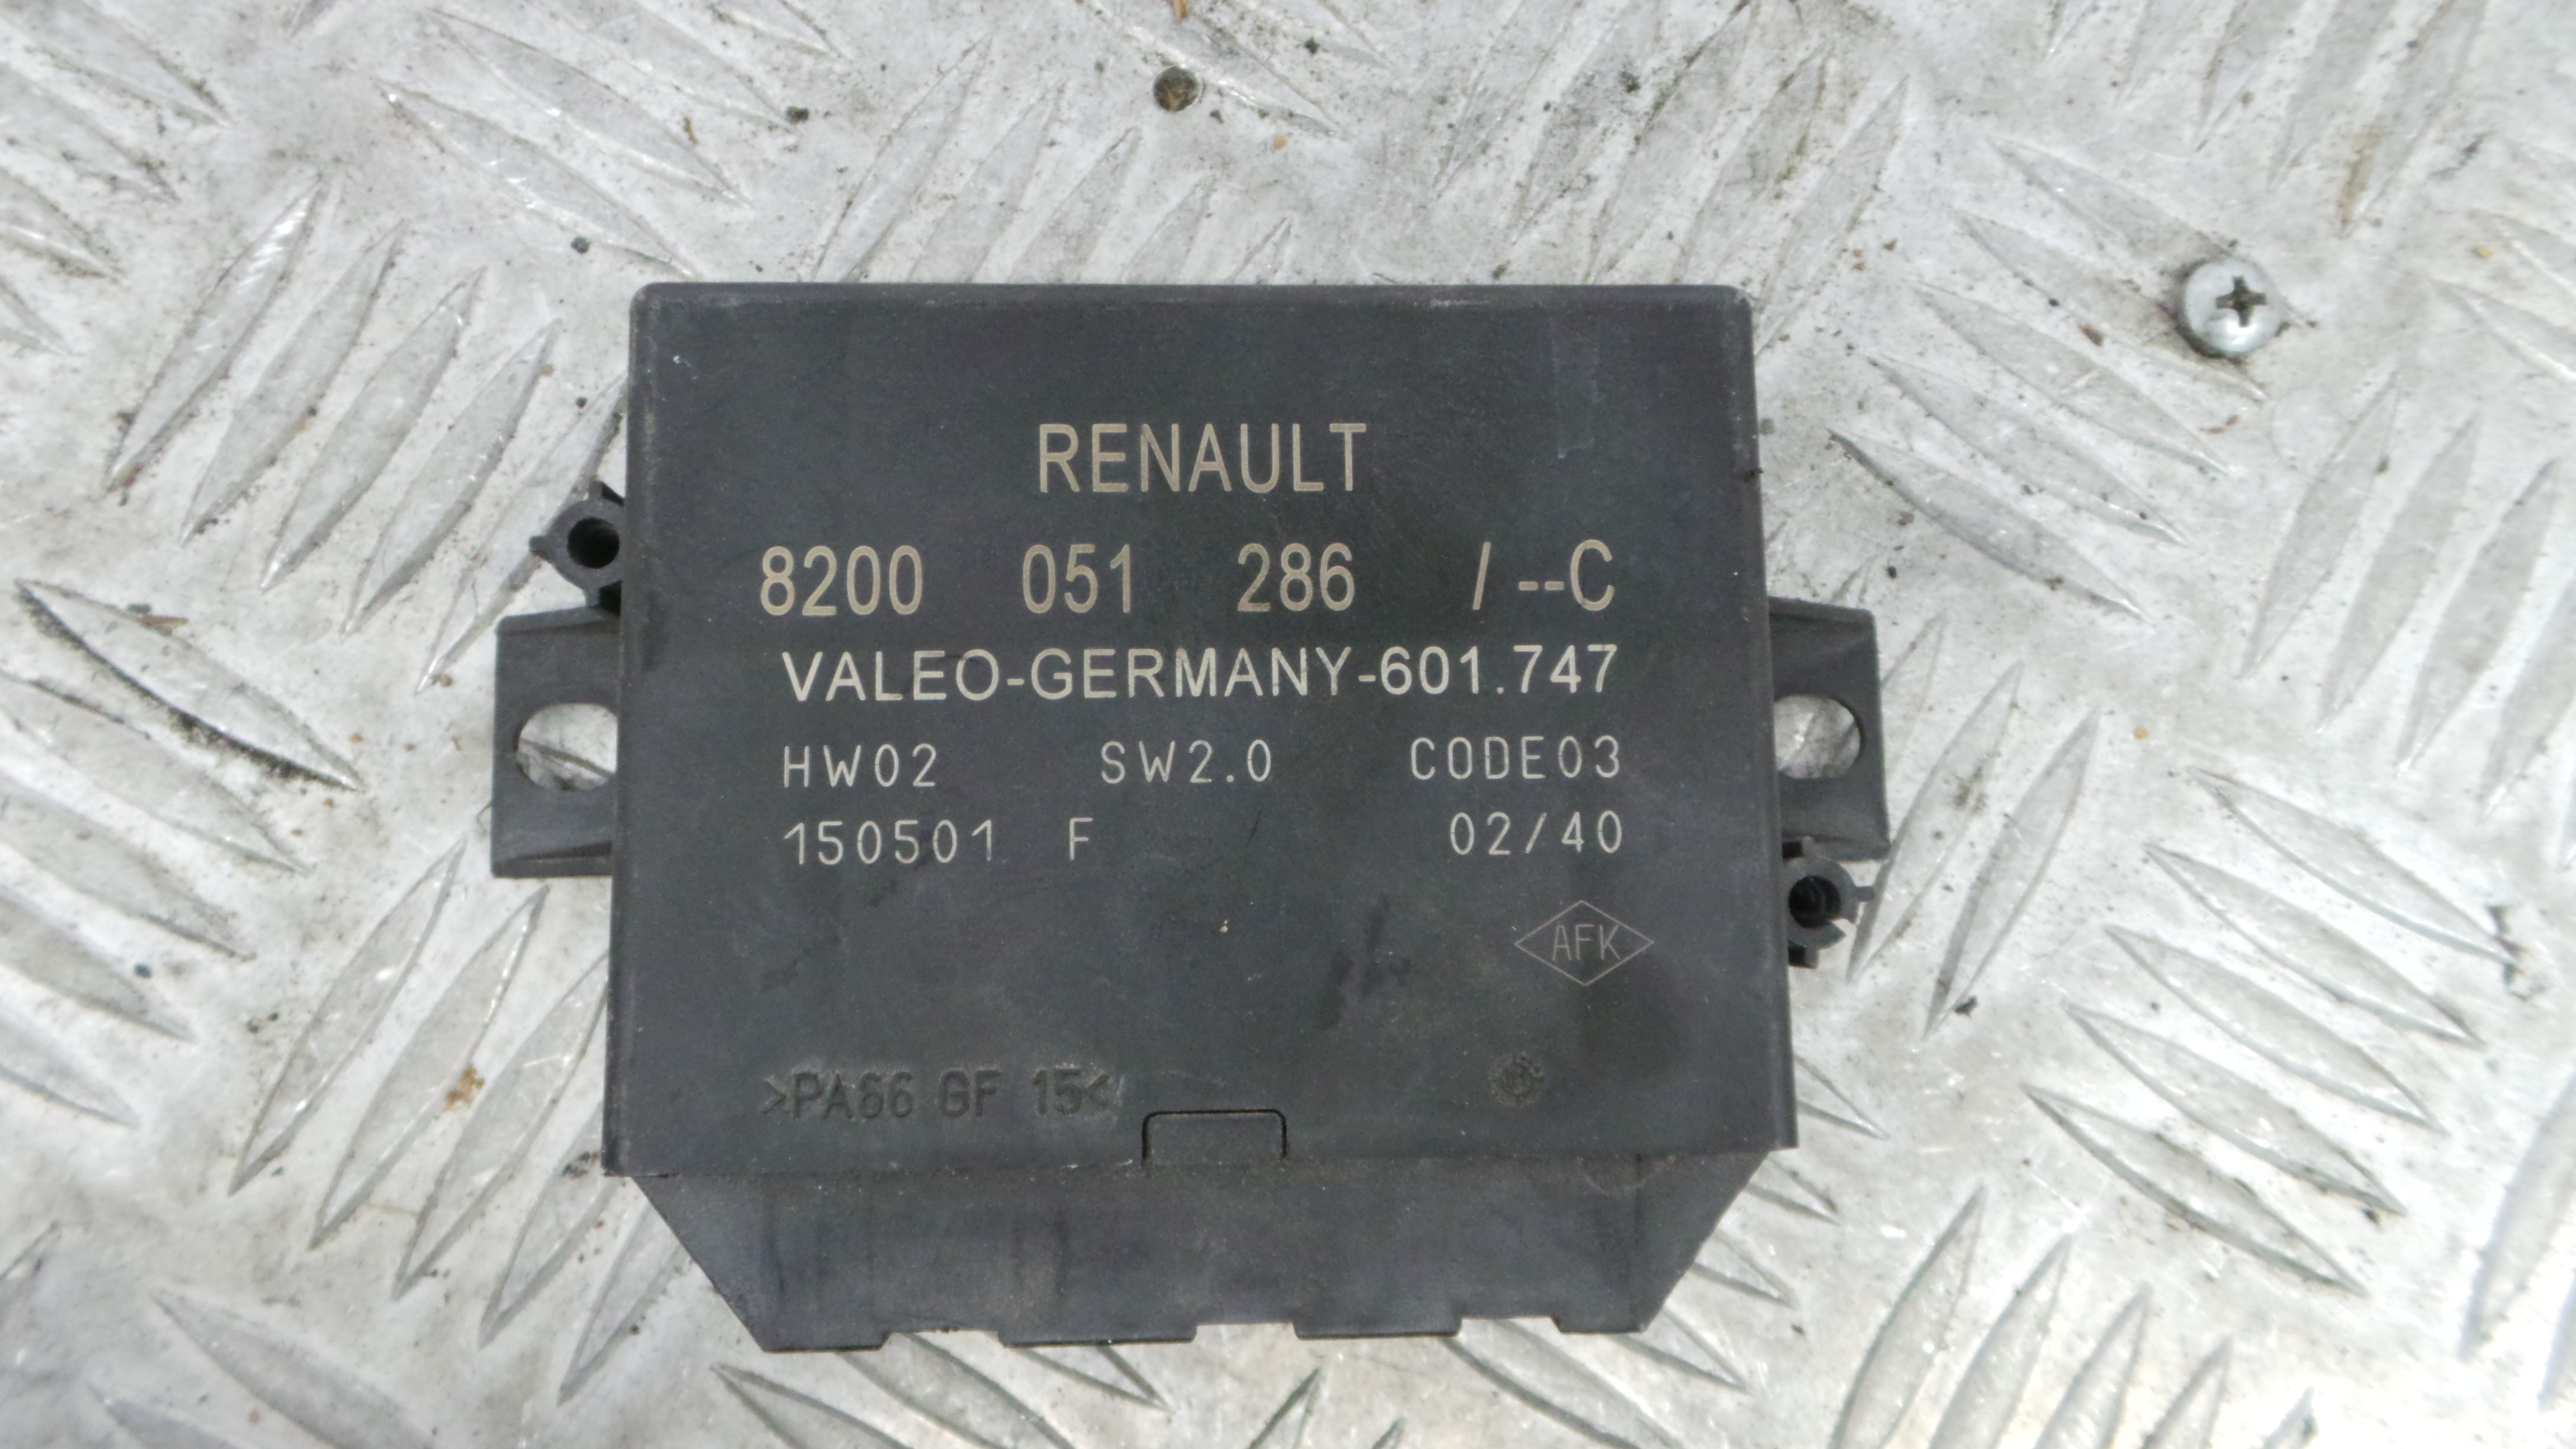 RENAULT
8200 051 286 / --C
VALEO-GERMANY-601.747
HW02 SW2.0 CODE03
150501 F 02/40
AFK
>PA66 GF 15<